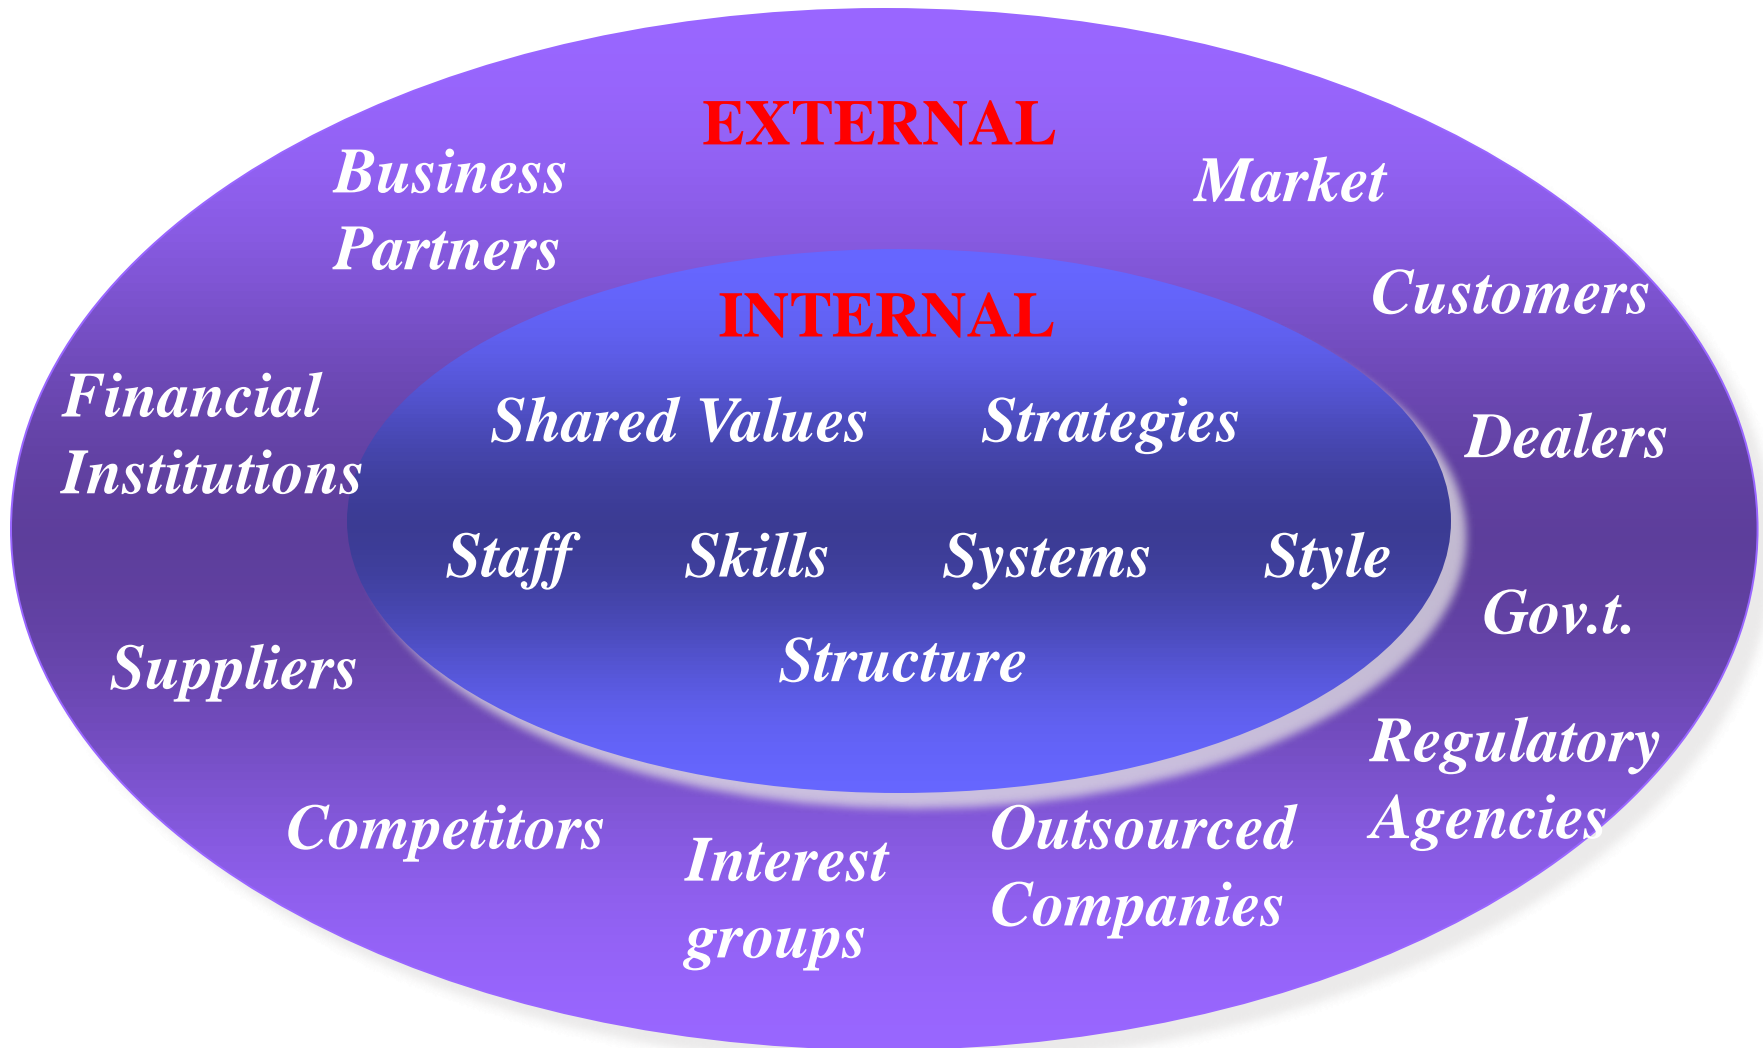 EXTERNAL
Business
Partners
Market
Customers
INTERNAL
Financial
Institutions
Shared Values
Strategies
Dealers
Staff
Skills
Systems
Style
Gov.t.
Suppliers
Structure
Regulatory
Agencies
Competitors
Interest
groups
Outsourced
Companies